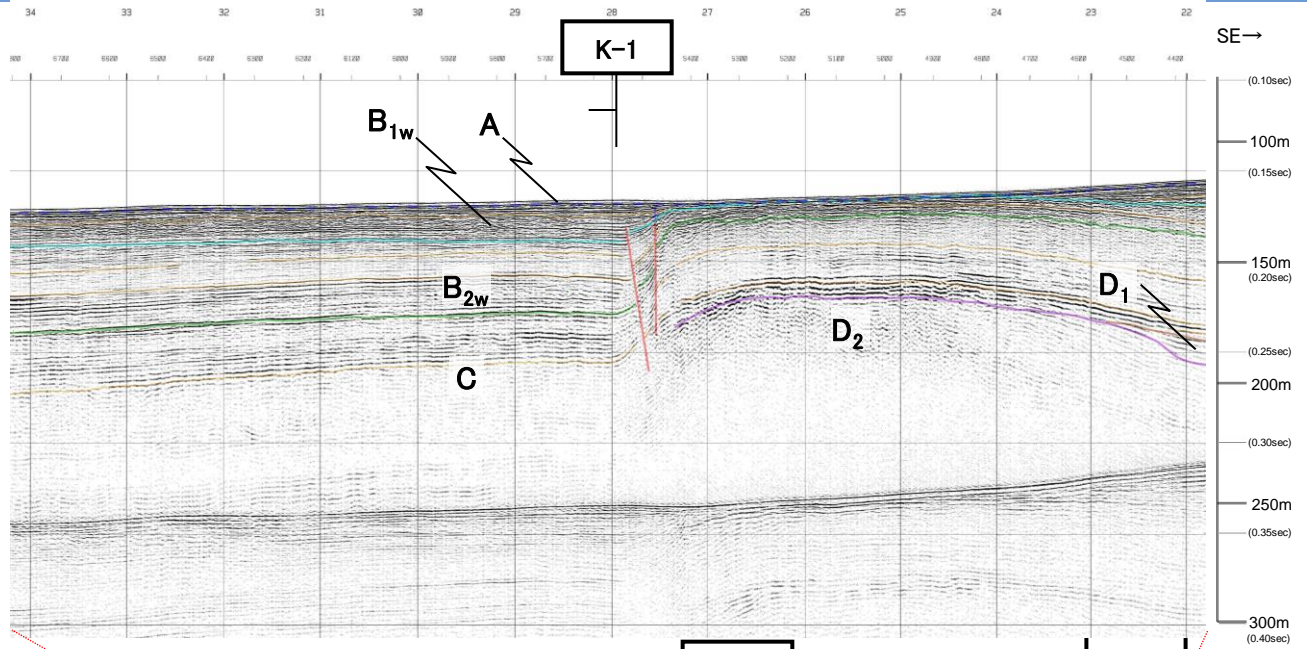 34 33 32 31 30 29 28 27 26 25 24 23 22
K-1
SE→
(0.10sec)
B1w
A
100m
(0.15sec)
150m
(0.20sec)
B2w
D1
D2
(0.25sec)
C
200m
(0.30sec)
250m
(0.35sec)
300m
(0.40sec)